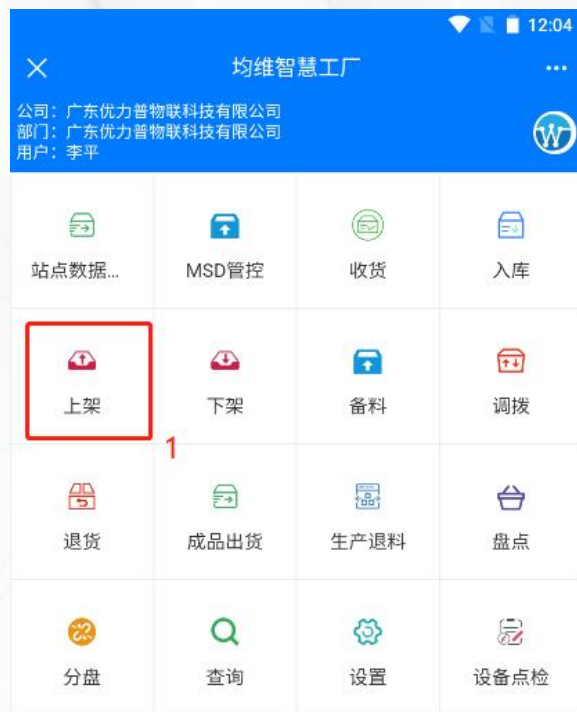 12:04
均维智慧工厂
公司：广东优力普物联科技有限公司
部门：广东优力普物联科技有限公司
用户：李平
站点数据...
MSD管控
收货
入库
上架
下架
备料
调拨
1
退货
成品出货
生产退料
盘点
分盘
查询
设置
设备点检